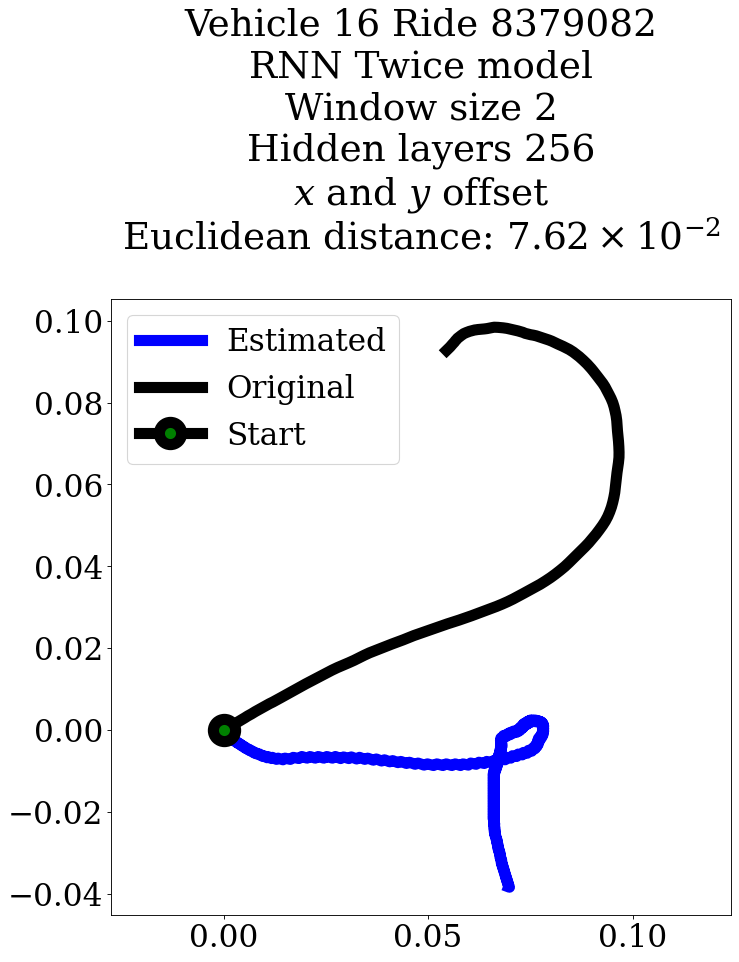 Vehicle 16 Ride 8379082
RNN Twice model
Window size 2
Hidden layers 256
x and y offset
Euclidean distance: 7.62 × 10⁻²
Estimated
Original
Start
0.10
0.08
0.06
0.04
0.02
0.00
−0.02
−0.04
0.00 0.05 0.10